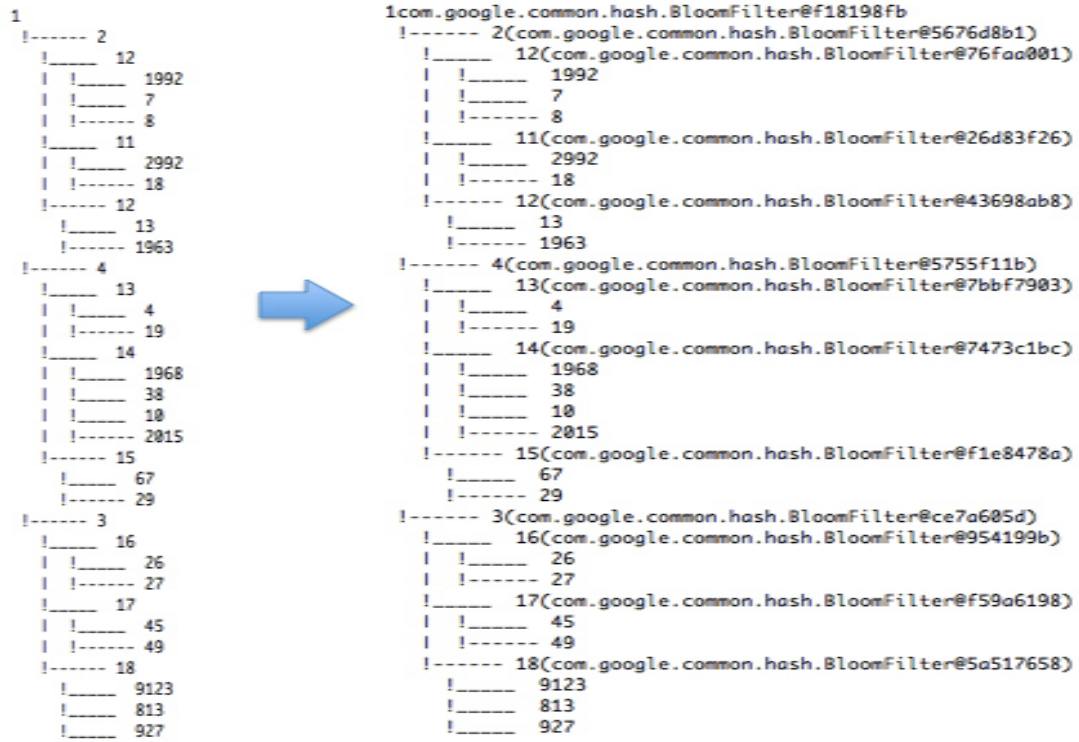 1
!------ 2
!_____ 12
| !_____ 1992
| !_____ 7
| !------ 8
!_____ 11
| !_____ 2992
| !------ 18
!------ 12
!_____ 13
!------ 1963
!------ 4
!_____ 13
| !_____ 4
| !------ 19
!_____ 14
| !_____ 1968
| !_____ 38
| !_____ 10
| !------ 2015
!------ 15
!_____ 67
!------ 29
!------ 3
!_____ 16
| !_____ 26
| !------ 27
!_____ 17
| !_____ 45
| !------ 49
!------ 18
!_____ 9123
!_____ 813
!_____ 927
1com.google.common.hash.BloomFilter@f18198fb
!------ 2(com.google.common.hash.BloomFilter@5676d8b1)
!_____ 12(com.google.common.hash.BloomFilter@76faa001)
| !_____ 1992
| !_____ 7
| !------ 8
!_____ 11(com.google.common.hash.BloomFilter@26d83f26)
| !_____ 2992
| !------ 18
!------ 12(com.google.common.hash.BloomFilter@43698ab8)
!_____ 13
!------ 1963
!------ 4(com.google.common.hash.BloomFilter@5755f11b)
!_____ 13(com.google.common.hash.BloomFilter@7bbf7903)
| !_____ 4
| !------ 19
!_____ 14(com.google.common.hash.BloomFilter@7473c1bc)
| !_____ 1968
| !_____ 38
| !_____ 10
| !------ 2015
!------ 15(com.google.common.hash.BloomFilter@f1e8478a)
!_____ 67
!------ 29
!------ 3(com.google.common.hash.BloomFilter@ce7a605d)
!_____ 16(com.google.common.hash.BloomFilter@954199b)
| !_____ 26
| !------ 27
!_____ 17(com.google.common.hash.BloomFilter@f59a6198)
| !_____ 45
| !------ 49
!------ 18(com.google.common.hash.BloomFilter@5a517658)
!_____ 9123
!_____ 813
!_____ 927